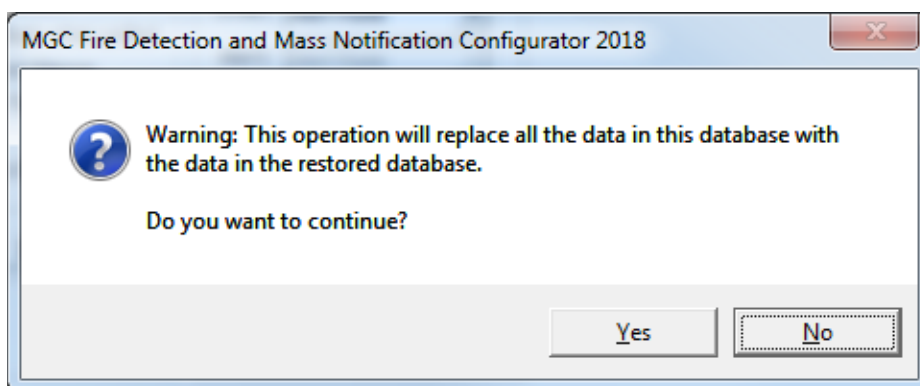 MGC Fire Detection and Mass Notification Configurator 2018
Warning: This operation will replace all the data in this database with
the data in the restored database.
Do you want to continue?
Yes
No